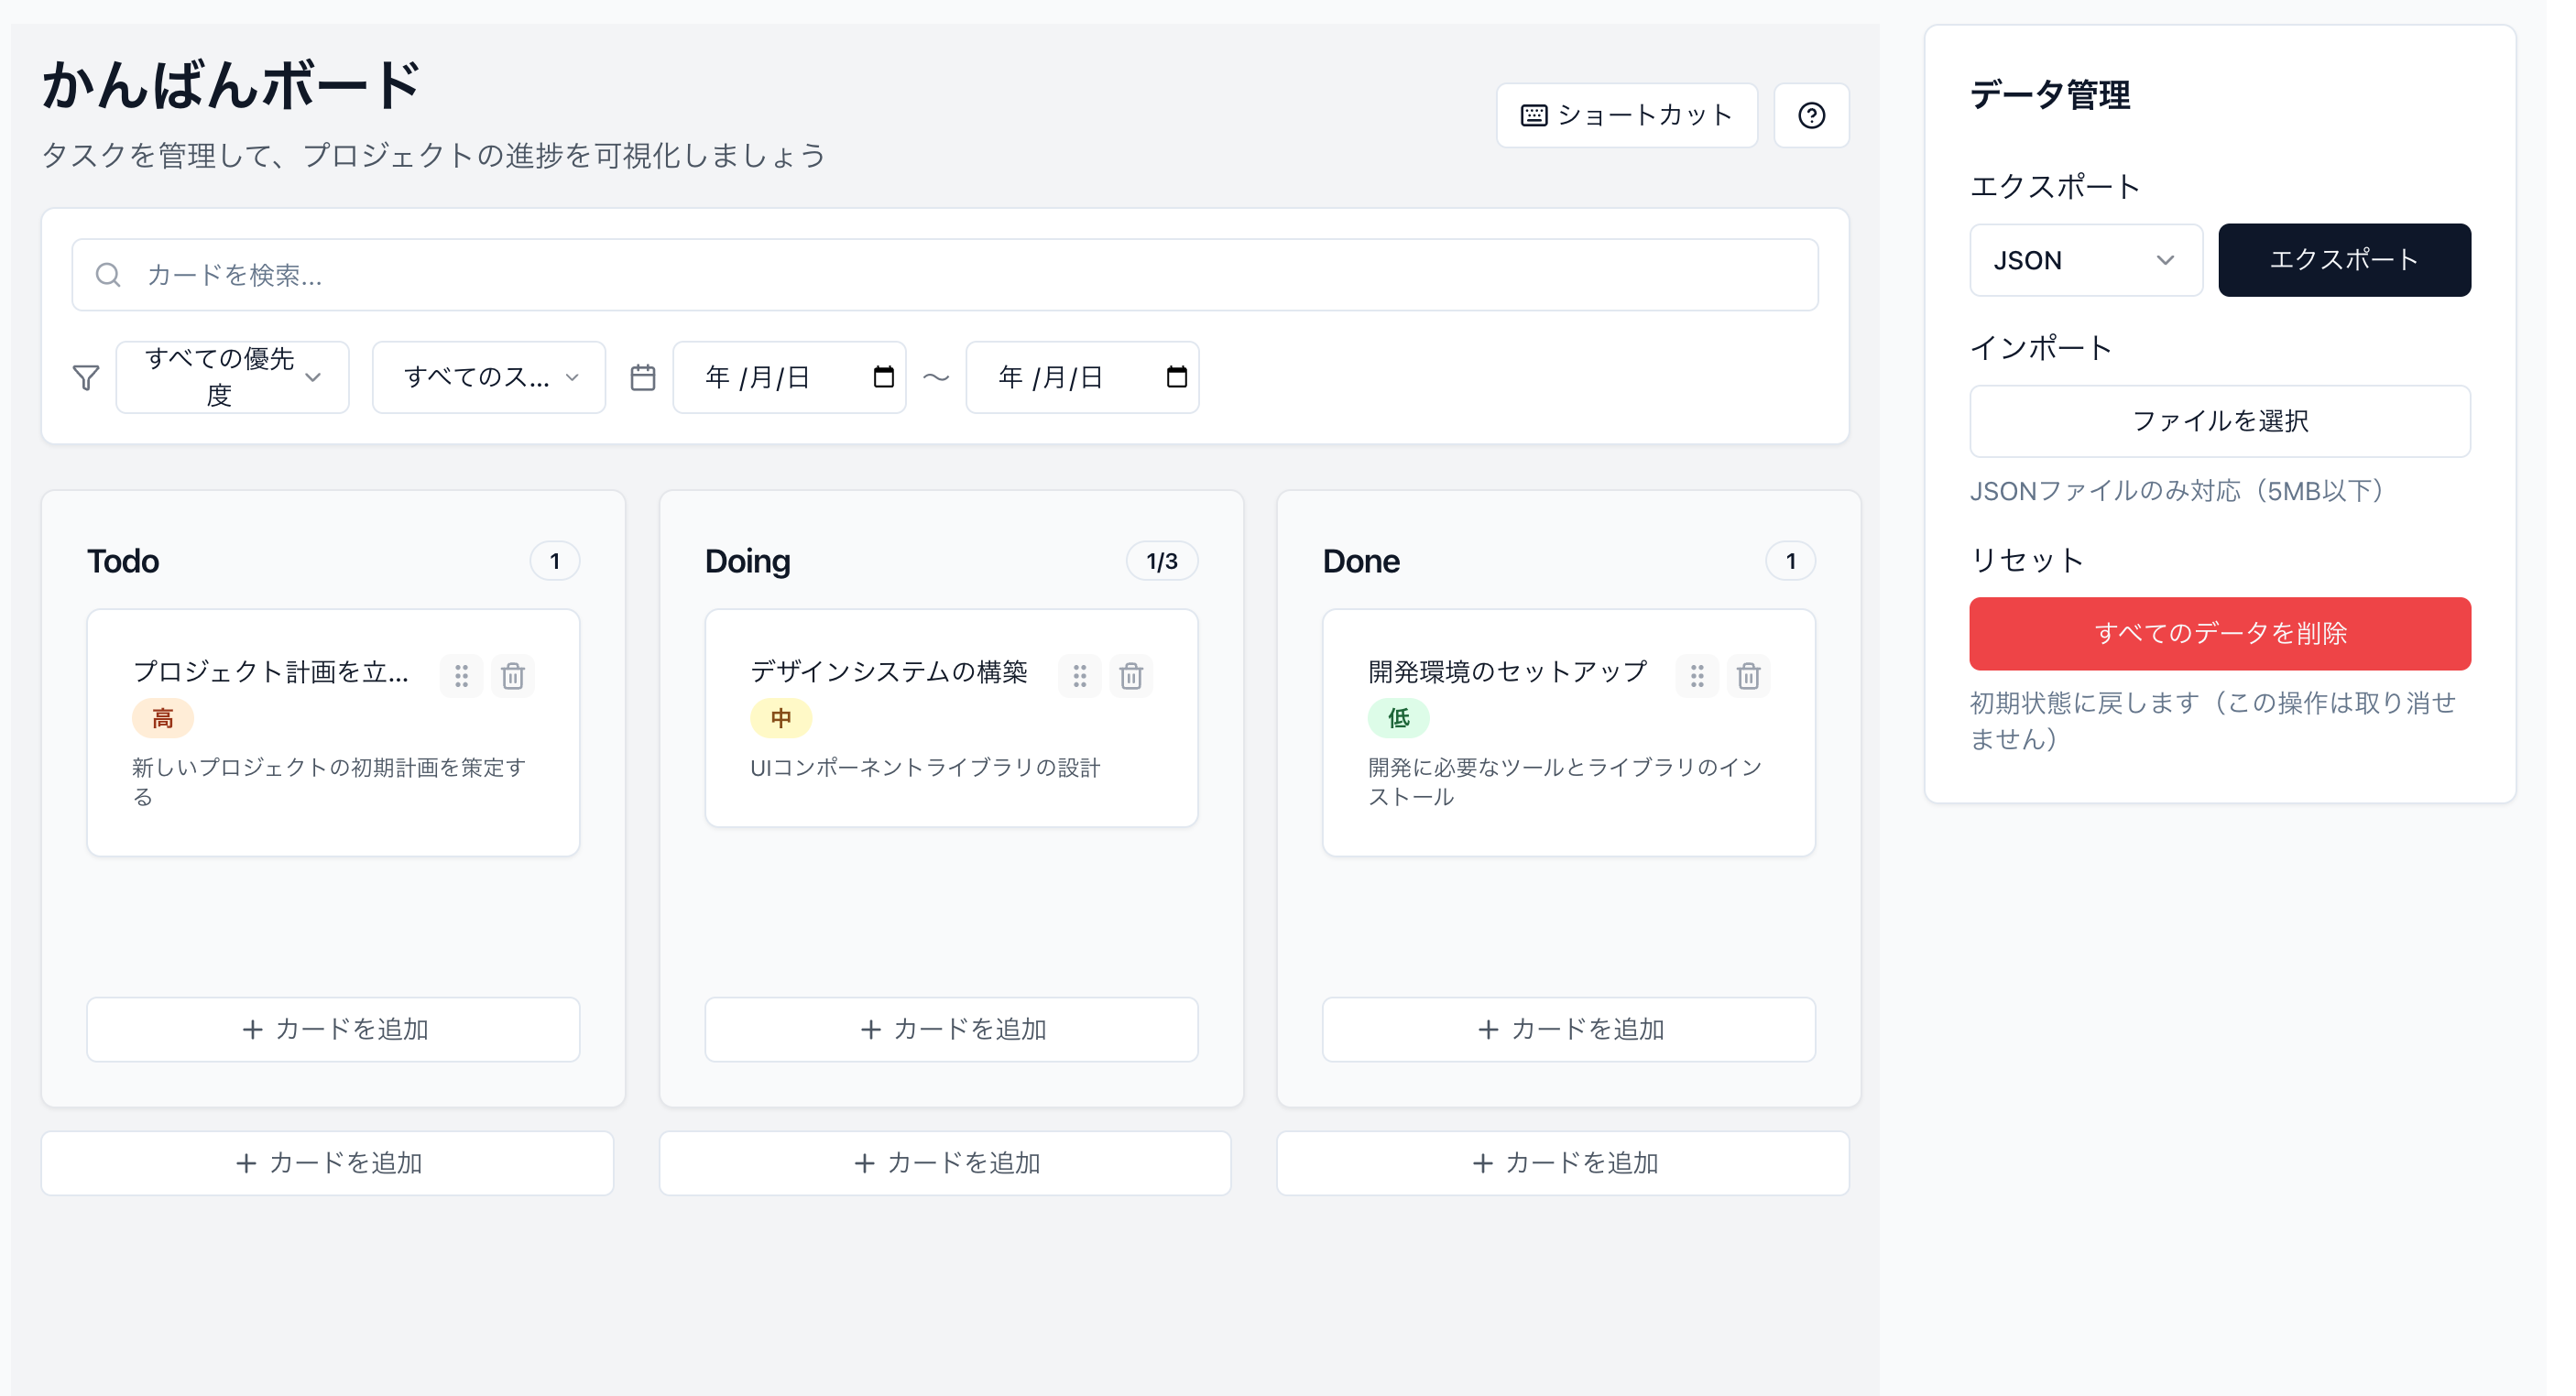 かんばんボード
タスクを管理して、プロジェクトの進捗を可視化しましょう
ショートカット
カードを検索...
すべての優先
度
すべてのス...
年 /月/日
〜
年 /月/日
Todo
1
プロジェクト計画を立...
高
新しいプロジェクトの初期計画を策定す
る
+ カードを追加
+ カードを追加
Doing
1/3
デザインシステムの構築
中
UIコンポーネントライブラリの設計
+ カードを追加
+ カードを追加
Done
1
開発環境のセットアップ
低
開発に必要なツールとライブラリのイン
ストール
+ カードを追加
+ カードを追加
データ管理
エクスポート
JSON
エクスポート
インポート
ファイルを選択
JSONファイルのみ対応（5MB以下）
リセット
すべてのデータを削除
初期状態に戻します（この操作は取り消せ
ません）